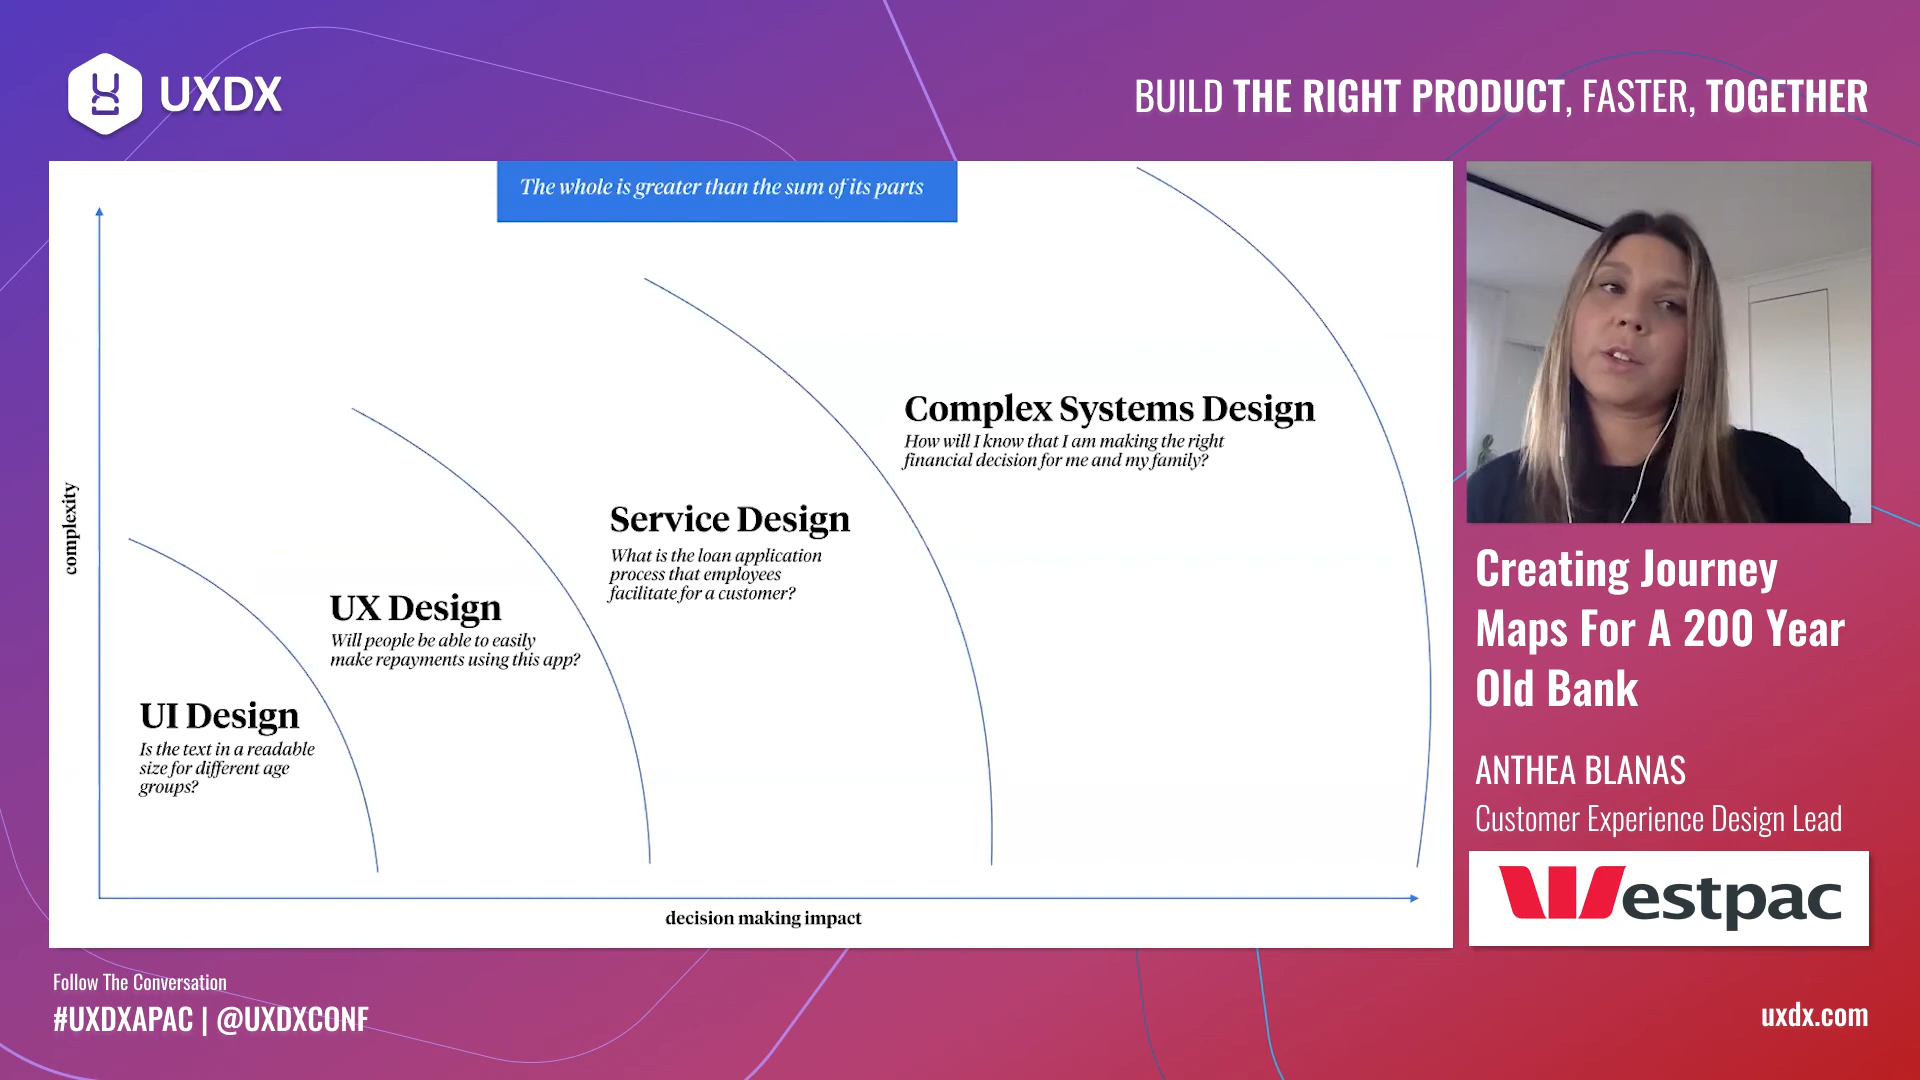 UXDX
BUILD THE RIGHT PRODUCT, FASTER, TOGETHER
The whole is greater than the sum of its parts
complexity
Complex Systems Design
How will I know that I am making the right
financial decision for me and my family?
Service Design
What is the loan application
process that employees
facilitate for a customer?
UX Design
Will people be able to easily
make repayments using this app?
UI Design
Is the text in a readable
size for different age
groups?
decision making impact
Creating Journey
Maps For A 200 Year
Old Bank
ANTHEA BLANAS
Customer Experience Design Lead
Westpac
Follow The Conversation
#UXDXAPAC | @UXDXCONF
uxdx.com